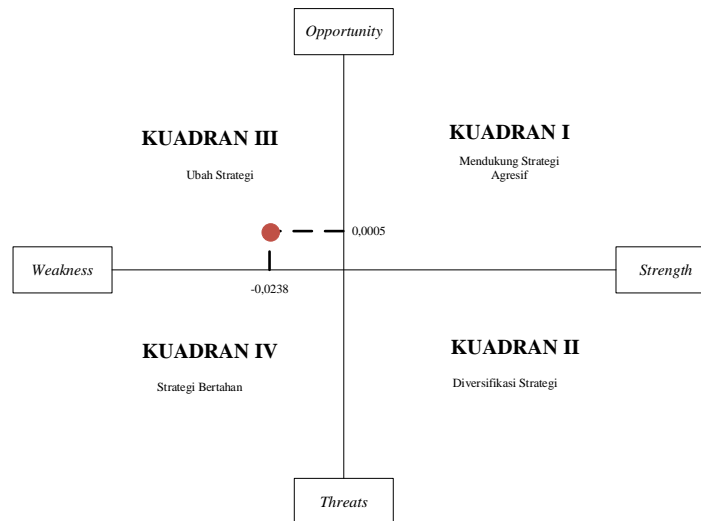 Opportunity
KUADRAN III
KUADRAN I
Mendukung Strategi
Agresif
Ubah Strategi
0,0005
Weakness
Strength
-0,0238
KUADRAN IV
KUADRAN II
Strategi Bertahan
Diversifikasi Strategi
Threats